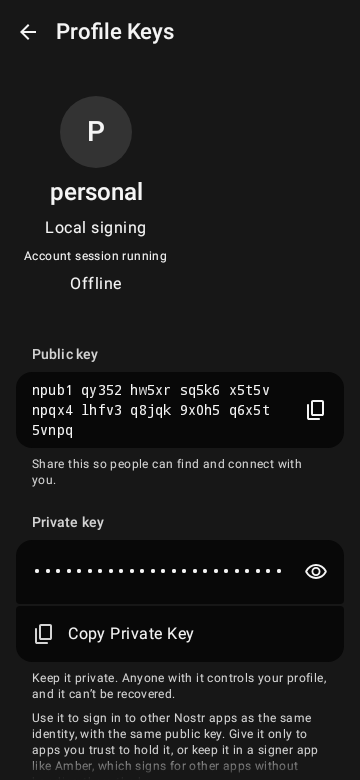 Profile Keys
P
personal
Local signing
Account session running
Offline
Public key
npub1 qy352 hw5xr sq5k6 x5t5v
npqx4 lhfv3 q8jqk 9x0h5 q6x5t
5vnpq
Share this so people can find and connect with
you.
Private key
••••••••••••••••••••••••
Copy Private Key
Keep it private. Anyone with it controls your profile,
and it can't be recovered.
Use it to sign in to other Nostr apps as the same
identity, with the same public key. Give it only to
apps you trust to hold it, or keep it in a signer app
like Amber, which signs for other apps without